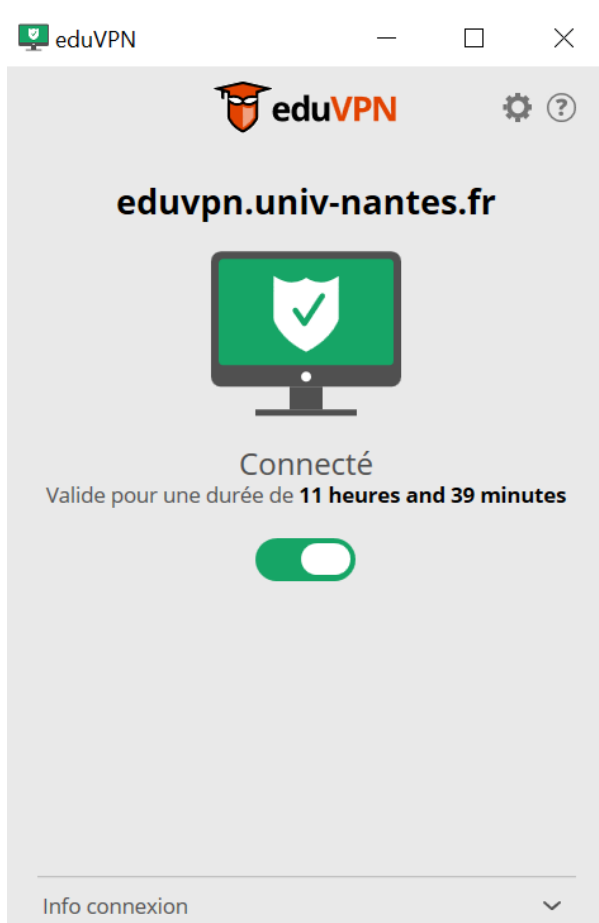 eduVPN
eduVPN
eduvpn.univ-nantes.fr
Connecté
Valide pour une durée de 11 heures and 39 minutes
Info connexion